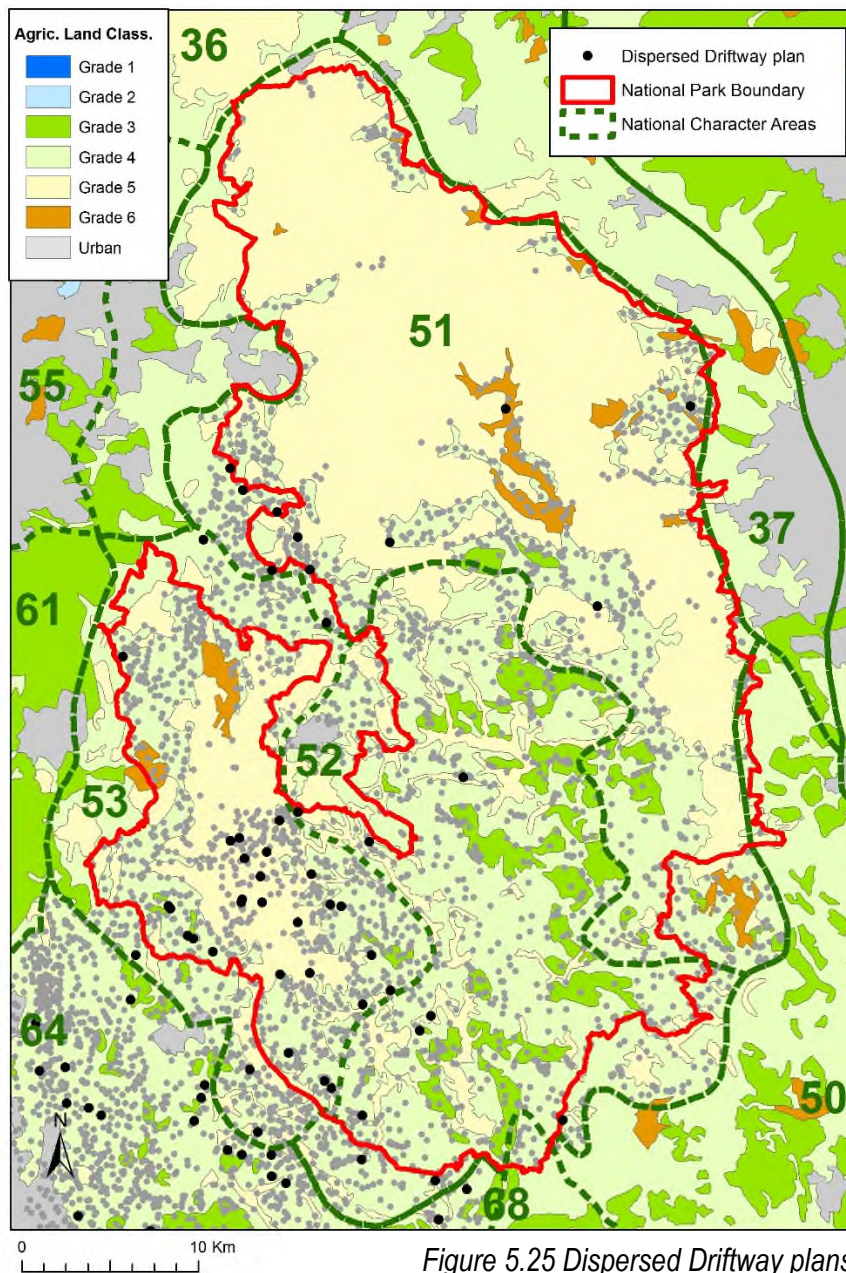 Agric. Land Class.
Grade 1
Grade 2
Grade 3
Grade 4
Grade 5
Grade 6
Urban
Dispersed Driftway plan
National Park Boundary
National Character Areas
36
51
55
37
61
52
53
64
50
68
N
0 10 Km
Figure 5.25 Dispersed Driftway plans